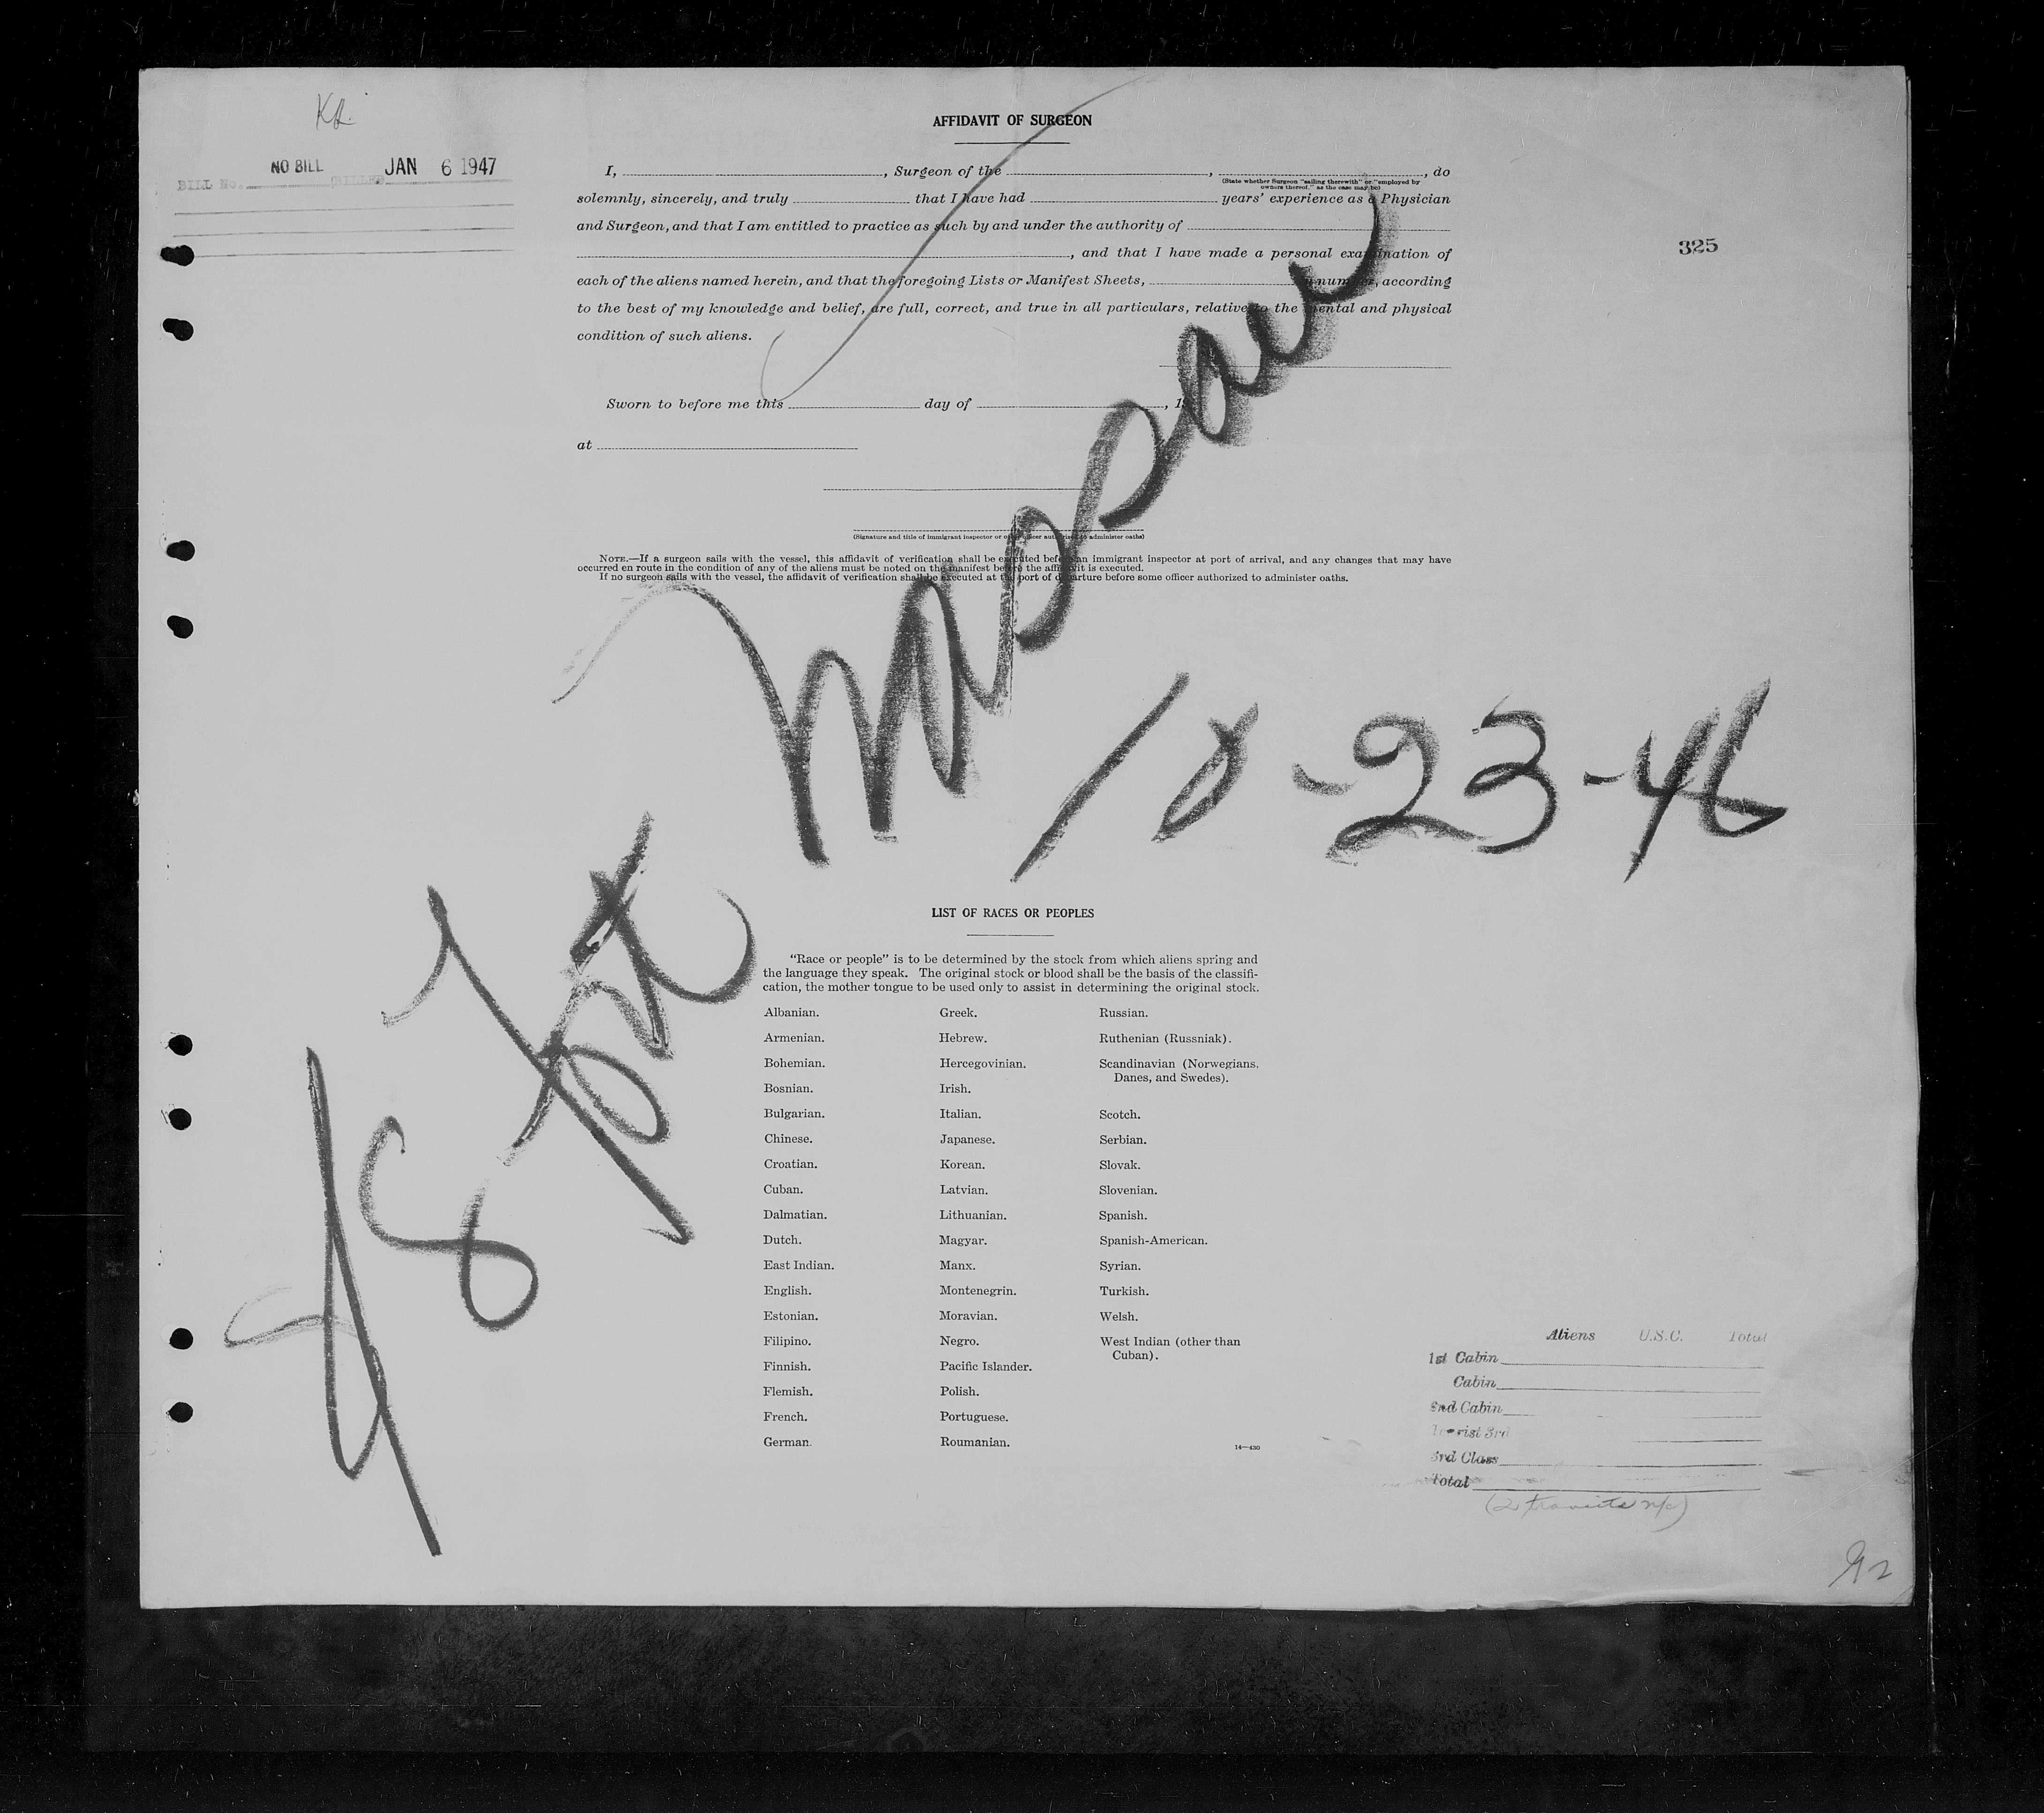 AFFIDAVIT OF SURGEON
NO BILL JAN 6 1947
BILL No. BILLED
325
I, , Surgeon of the , , do
(State whether Surgeon "sailing therewith" or "employed by
owners thereof," as the case may be)
solemnly, sincerely, and truly that I have had years' experience as a Physician
and Surgeon, and that I am entitled to practice as such by and under the authority of
, and that I have made a personal examination of
each of the aliens named herein, and that the foregoing Lists or Manifest Sheets, in number, according
to the best of my knowledge and belief, are full, correct, and true in all particulars, relative to the mental and physical
condition of such aliens.
Sworn to before me this day of , 19
at
(Signature and title of immigrant inspector or other officer authorized to administer oaths)
NOTE.—If a surgeon sails with the vessel, this affidavit of verification shall be executed before an immigrant inspector at port of arrival, and any changes that may have
occurred en route in the condition of any of the aliens must be noted on the manifest before the affidavit is executed.
If no surgeon sails with the vessel, the affidavit of verification shall be executed at the port of departure before some officer authorized to administer oaths.
10-23-46
LIST OF RACES OR PEOPLES
"Race or people" is to be determined by the stock from which aliens spring and
the language they speak. The original stock or blood shall be the basis of the classifi-
cation, the mother tongue to be used only to assist in determining the original stock.
Albanian. Greek. Russian.
Armenian. Hebrew. Ruthenian (Russniak).
Bohemian. Hercegovinian. Scandinavian (Norwegians,
Danes, and Swedes).
Bosnian. Irish.
Bulgarian. Italian. Scotch.
Chinese. Japanese. Serbian.
Croatian. Korean. Slovak.
Cuban. Latvian. Slovenian.
Dalmatian. Lithuanian. Spanish.
Dutch. Magyar. Spanish-American.
East Indian. Manx. Syrian.
English. Montenegrin. Turkish.
Estonian. Moravian. Welsh.
Filipino. Negro. West Indian (other than
Cuban).
Finnish. Pacific Islander.
Flemish. Polish.
French. Portuguese.
German. Roumanian.
14—430
Aliens U.S.C. Total
1st Cabin
Cabin
2nd Cabin
Tourist 3rd
3rd Class
Total
(2 transits n/c)